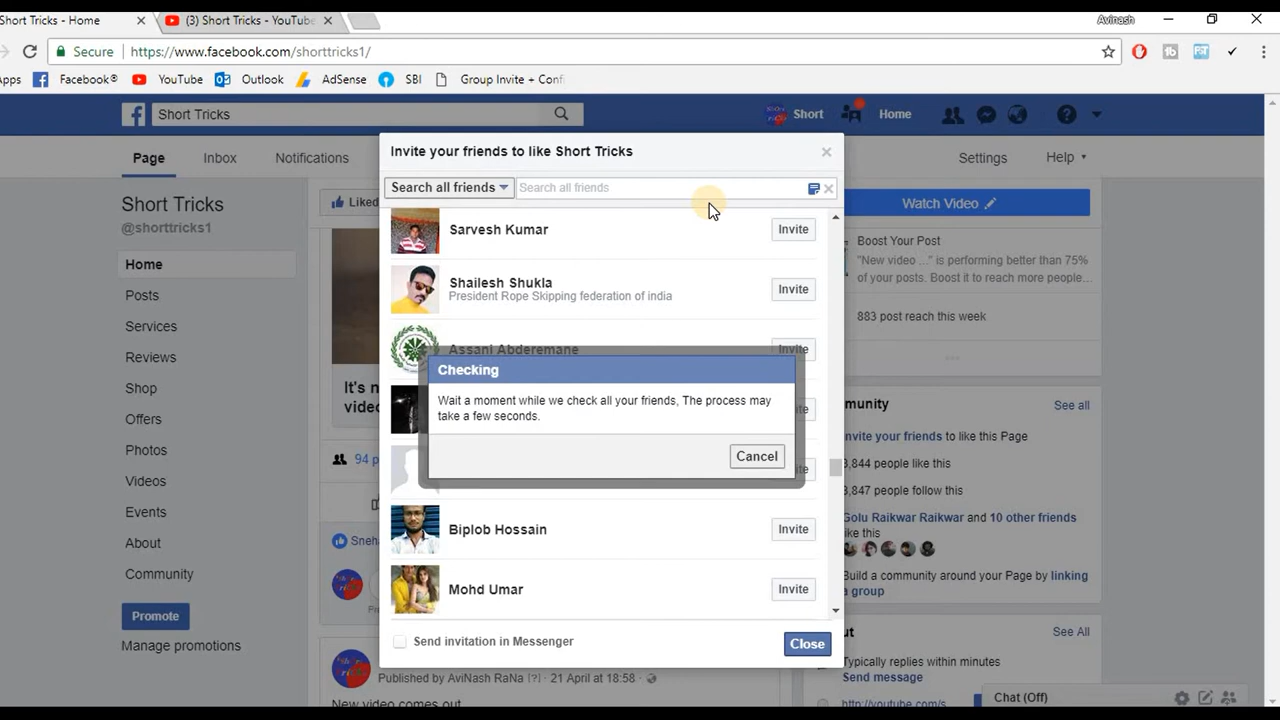 Short Tricks - Home
(3) Short Tricks - YouTube
Avinash
Secure
https://www.facebook.com/shorttricks1/
Apps
Facebook®
YouTube
Outlook
AdSense
SBI
Group Invite + Conf
Short Tricks
Short
Home
Page
Inbox
Notifications
Settings
Help
Short Tricks
@shorttricks1
Home
Posts
Services
Reviews
Shop
Offers
Photos
Videos
Events
About
Community
Promote
Manage promotions
Liked
It's n
video
94 p
Sneha
Invite your friends to like Short Tricks
Search all friends
Search all friends
Sarvesh Kumar
Invite
Shailesh Shukla
President Rope Skipping federation of india
Invite
Assani Abderemane
Invite
Checking
Wait a moment while we check all your friends, The process may
take a few seconds.
Cancel
Biplob Hossain
Invite
Mohd Umar
Invite
Send invitation in Messenger
Close
Published by AviNash RaNa [?] · 21 April at 18:58 ·
New video comes out
Watch Video
Boost Your Post
"New video ..." is performing better than 75%
of your posts. Boost it to reach more people...
883 post reach this week
mmunity
See all
Invite your friends to like this Page
3,844 people like this
3,847 people follow this
Golu Raikwar Raikwar and 10 other friends
like this
Build a community around your Page by linking
a group
ut
See All
Typically replies within minutes
Send message
http://youtube.com/s
Chat (Off)